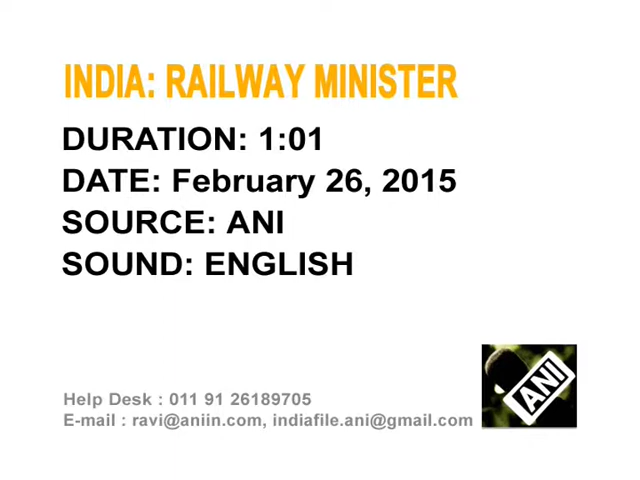 INDIA: RAILWAY MINISTER
DURATION: 1:01
DATE: February 26, 2015
SOURCE: ANI
SOUND: ENGLISH
Help Desk : 011 91 26189705
E-mail : ravi@aniin.com, indiafile.ani@gmail.com
ANI